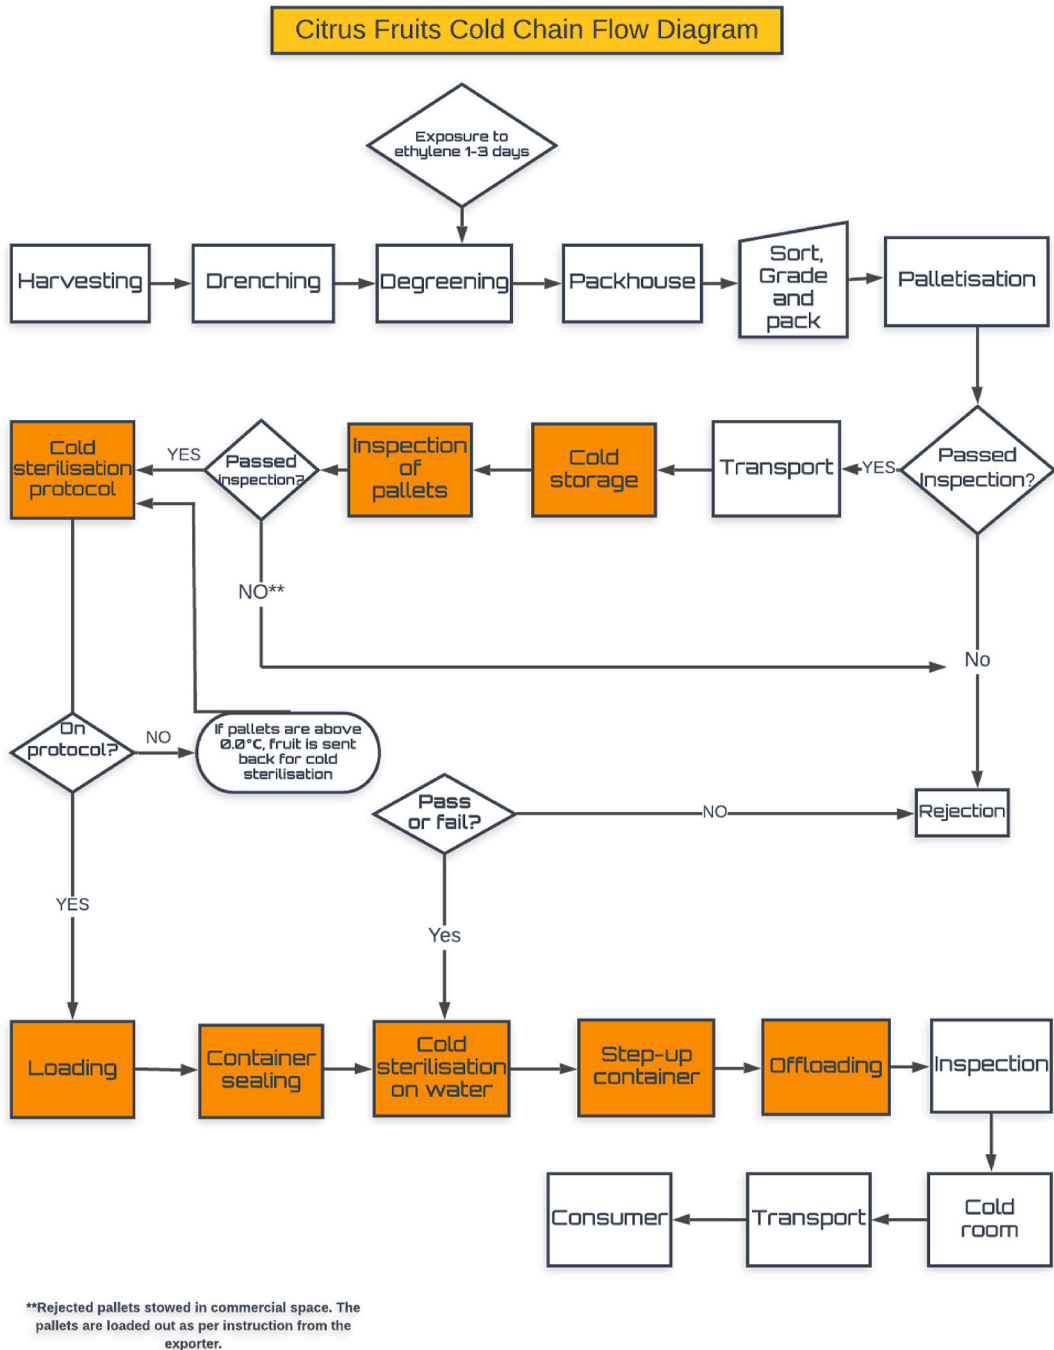 Citrus Fruits Cold Chain Flow Diagram
Exposure to
ethylene 1-3 days
Harvesting
Drenching
Degreening
Packhouse
Sort,
Grade
and
pack
Palletisation
Cold
sterilisation
protocol
YES
Passed
inspection?
Inspection
of
pallets
Cold
storage
Transport
YES
Passed
Inspection?
NO**
No
On
protocol?
NO
If pallets are above
0.0°C, fruit is sent
back for cold
sterilisation
Pass
or fail?
NO
Rejection
YES
Yes
Loading
Container
sealing
Cold
sterilisation
on water
Step-up
container
Offloading
Inspection
Consumer
Transport
Cold
room
**Rejected pallets stowed in commercial space. The
pallets are loaded out as per instruction from the
exporter.